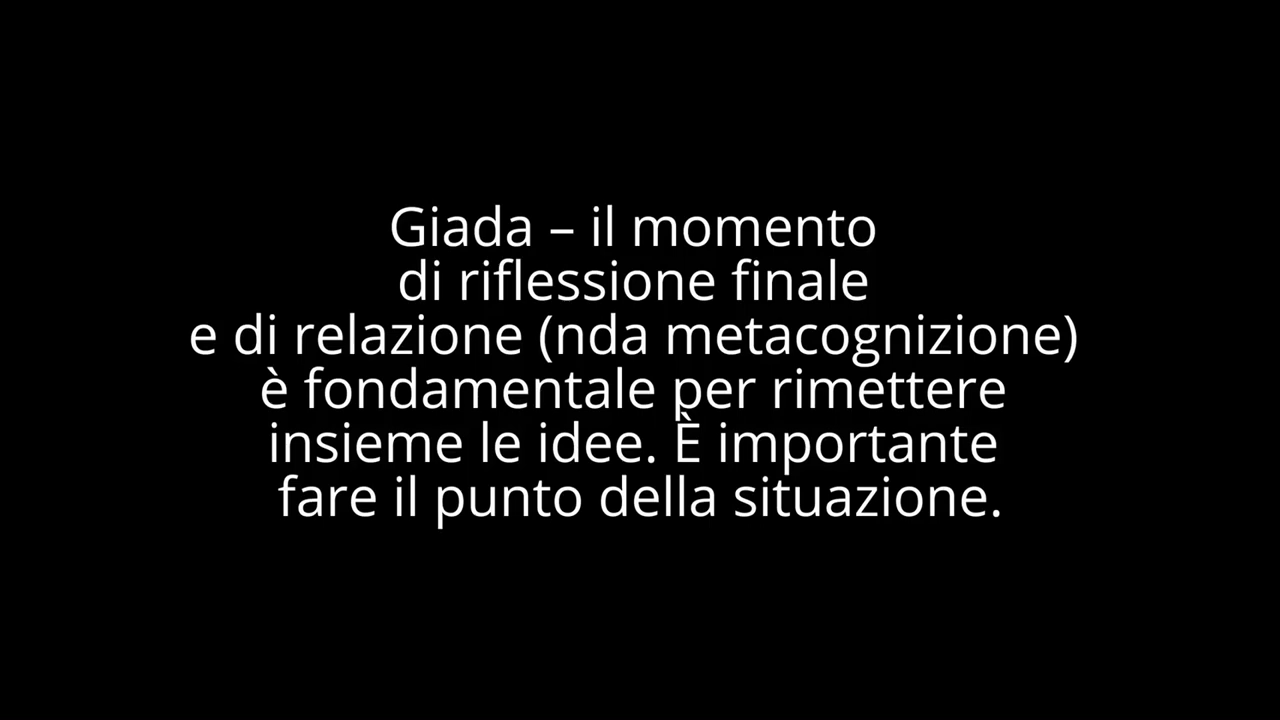 Giada – il momento
di riflessione finale
e di relazione (nda metacognizione)
è fondamentale per rimettere
insieme le idee. È importante
fare il punto della situazione.